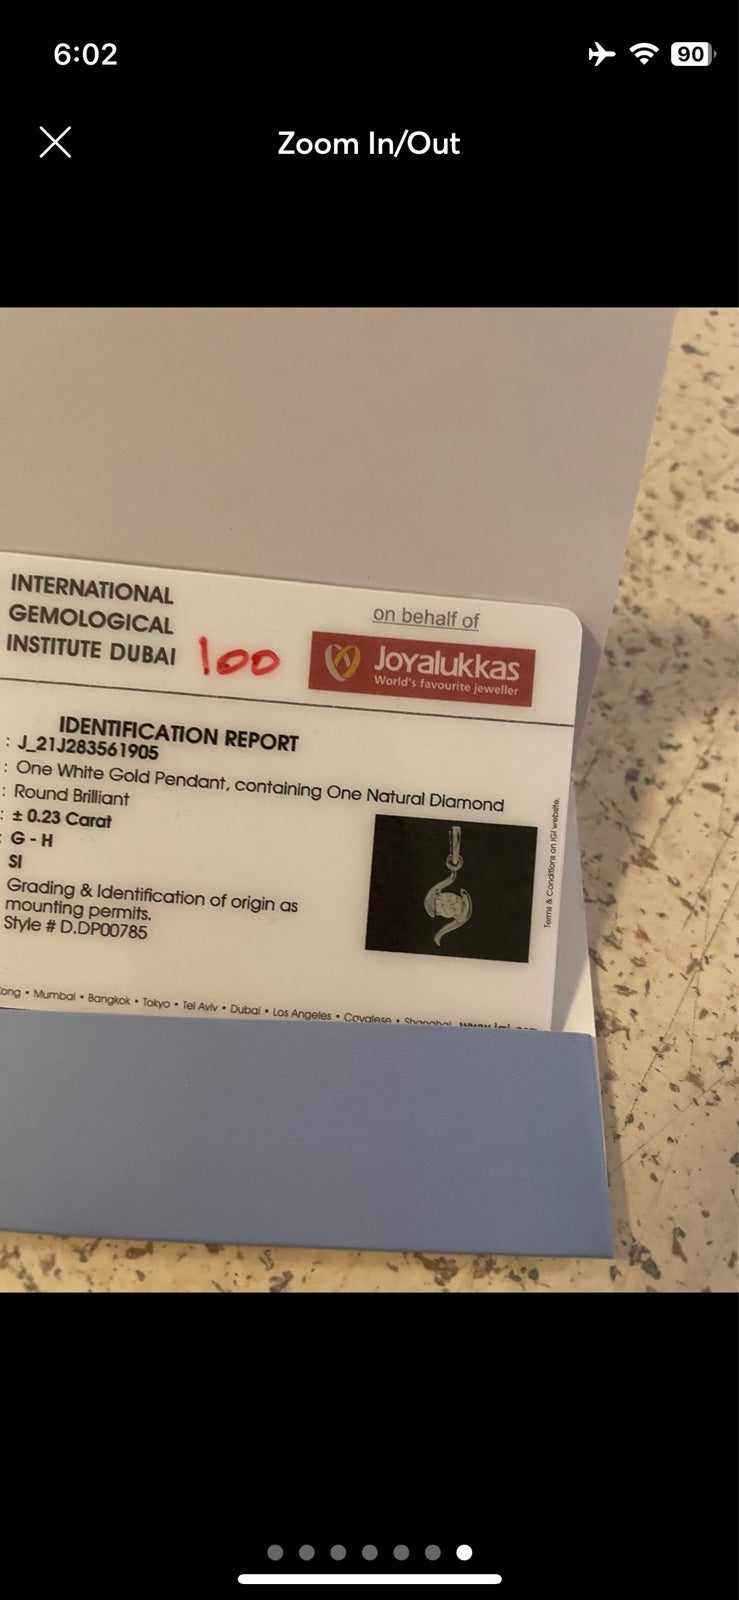 6:02
90
Zoom In/Out
INTERNATIONAL
GEMOLOGICAL
INSTITUTE DUBAI
100
on behalf of
Joyalukkas
World's favourite jeweller
IDENTIFICATION REPORT
: J_21J283561905
: One White Gold Pendant, containing One Natural Diamond
: Round Brilliant
: ± 0.23 Carat
: G - H
SI
Grading & Identification of origin as
mounting permits.
Style # D.DP00785
Terms & Conditions on IGI website.
• Mumbai • Bangkok • Tokyo • Tel Aviv • Dubai • Los Angeles • Cavalese • Shanghai